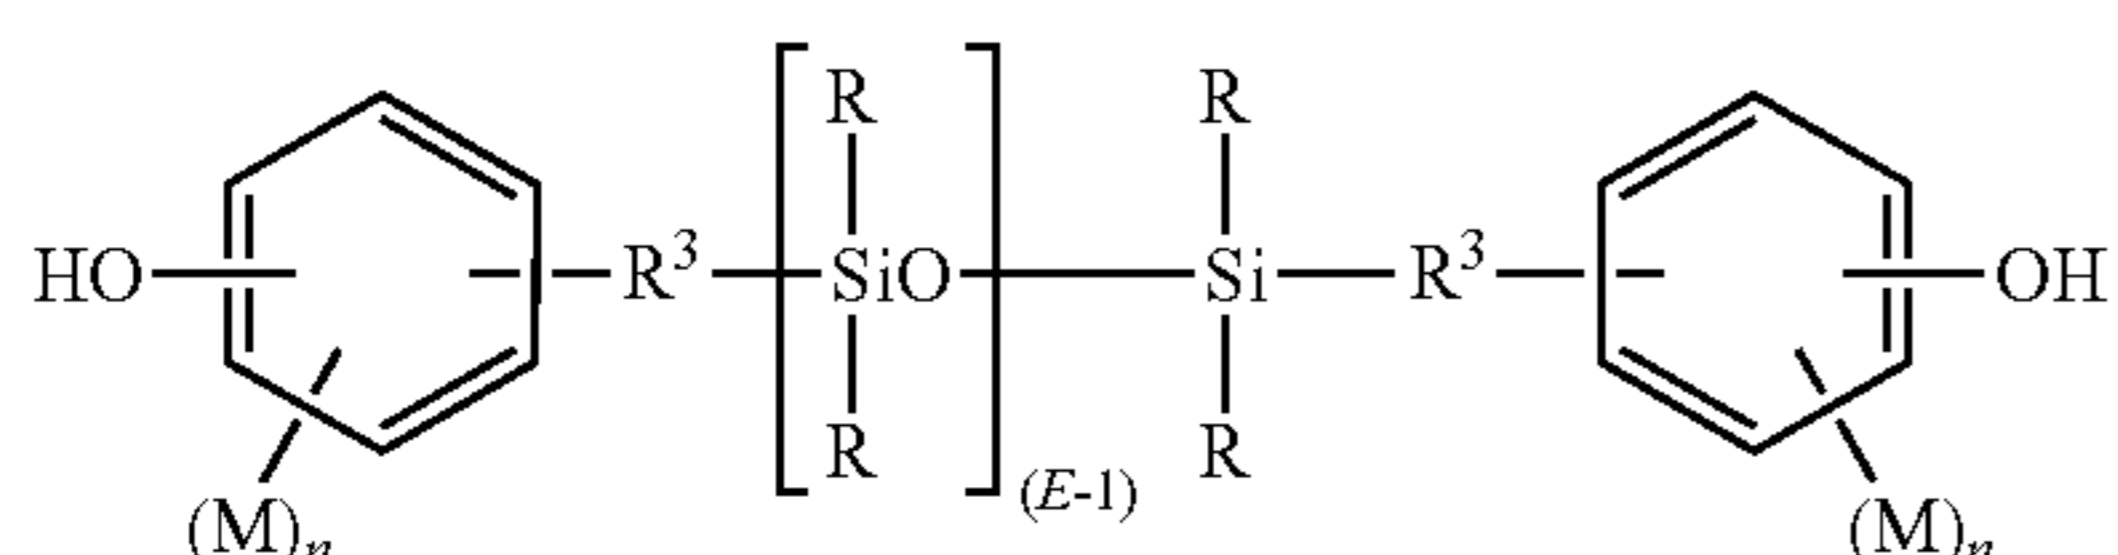 R R
HO R³ SiO Si R³ OH
R R
(E-1)
(M)n (M)n